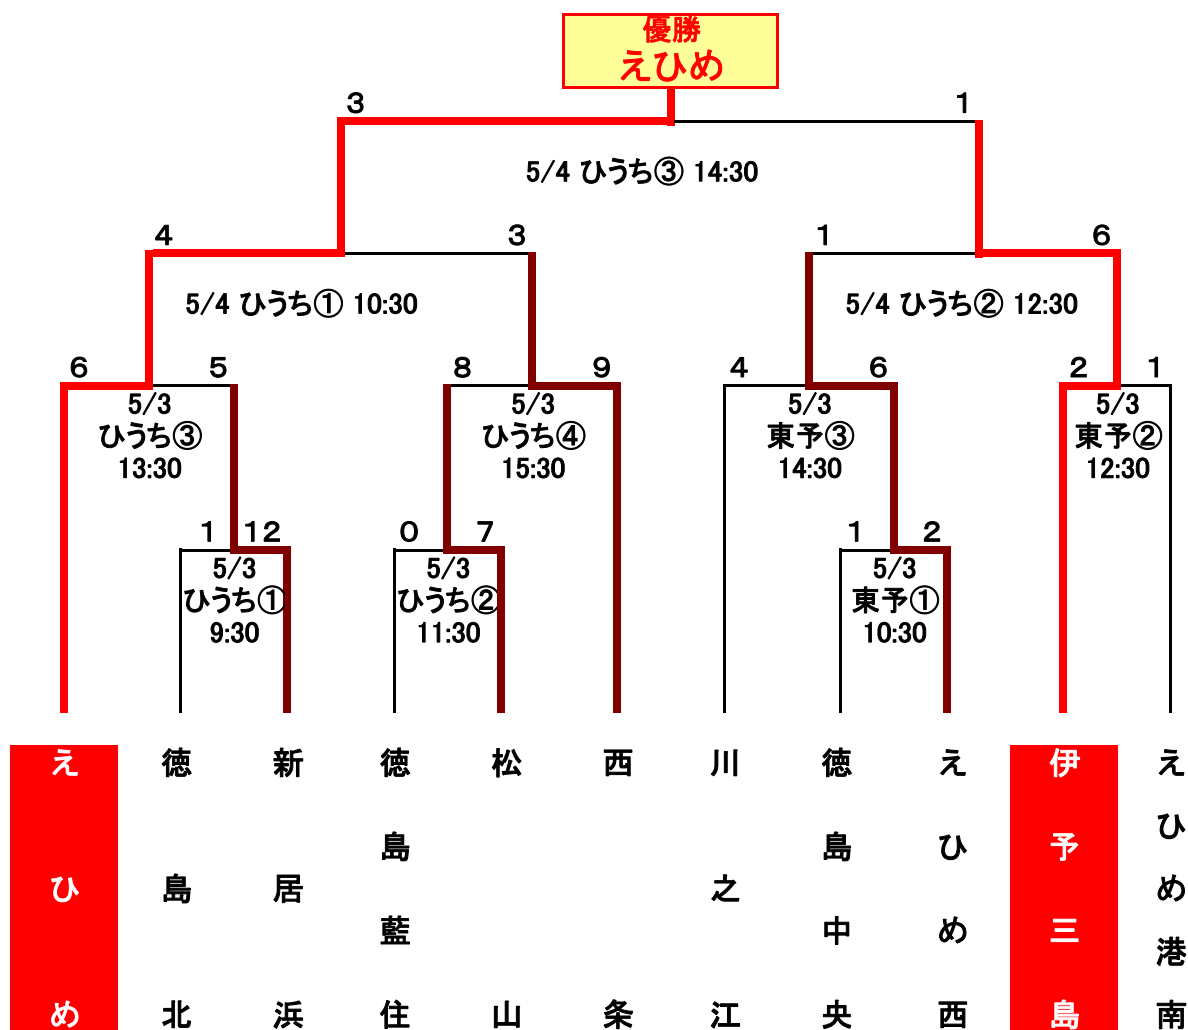 優勝
えひめ
3 1
5/4 ひうち③ 14:30
4 3 1 6
5/4 ひうち① 10:30 5/4 ひうち② 12:30
6 5 8 9 4 6 2 1
5/3 5/3 5/3 5/3
ひうち③ ひうち④ 東予③ 東予②
13:30 15:30 14:30 12:30
1 12 0 7 1 2
5/3 5/3 5/3
ひうち① ひうち② 東予①
9:30 11:30 10:30
えひめ
徳島北
新居浜
徳島藍住
松山
西条
川之江
徳島中央
えひめ西
伊予三島
えひめ港南